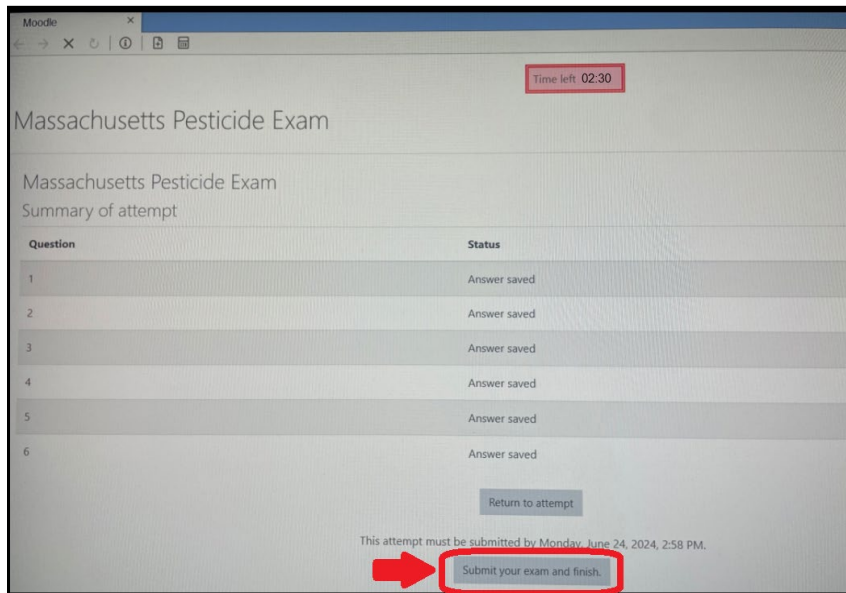 Moodle
Time left 02:30
Massachusetts Pesticide Exam
Massachusetts Pesticide Exam
Summary of attempt
Question Status
1 Answer saved
2 Answer saved
3 Answer saved
4 Answer saved
5 Answer saved
6 Answer saved
Return to attempt
This attempt must be submitted by Monday, June 24, 2024, 2:58 PM.
Submit your exam and finish.